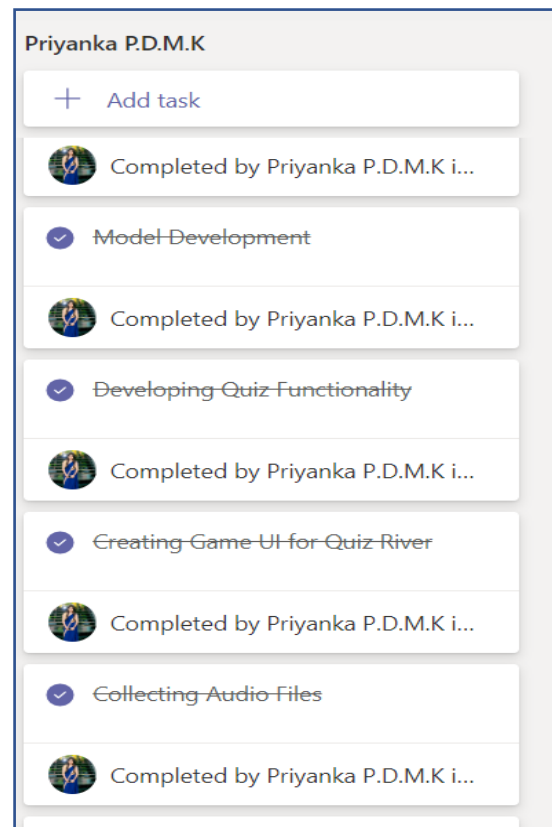 Priyanka P.D.M.K
+ Add task
Completed by Priyanka P.D.M.K i...
Model Development
Completed by Priyanka P.D.M.K i...
Developing Quiz Functionality
Completed by Priyanka P.D.M.K i...
Creating Game UI for Quiz River
Completed by Priyanka P.D.M.K i...
Collecting Audio Files
Completed by Priyanka P.D.M.K i...